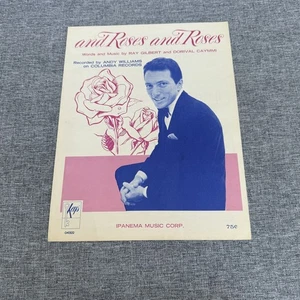 and Roses and Roses
Words and Music by RAY GILBERT and DORIVAL CAYMMI
Recorded by ANDY WILLIAMS
on COLUMBIA RECORDS
IPANEMA MUSIC CORP.
75¢